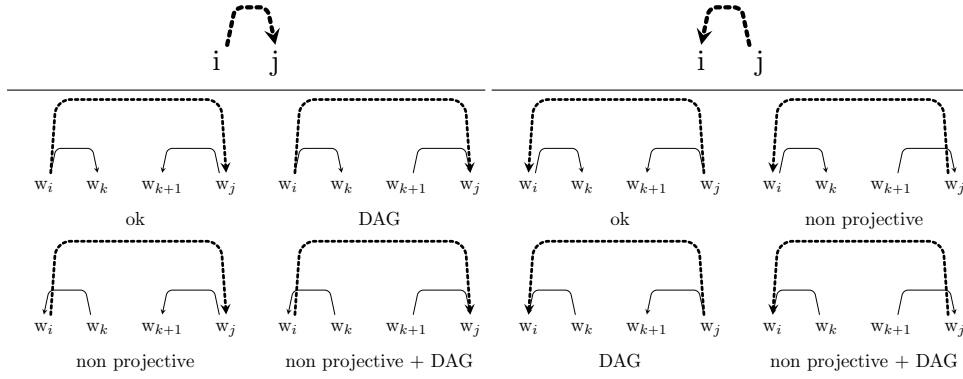 i j i j
w_i w_k w_{k+1} w_j w_i w_k w_{k+1} w_j w_i w_k w_{k+1} w_j w_i w_k w_{k+1} w_j
ok DAG ok non projective
w_i w_k w_{k+1} w_j w_i w_k w_{k+1} w_j w_i w_k w_{k+1} w_j w_i w_k w_{k+1} w_j
non projective non projective + DAG DAG non projective + DAG